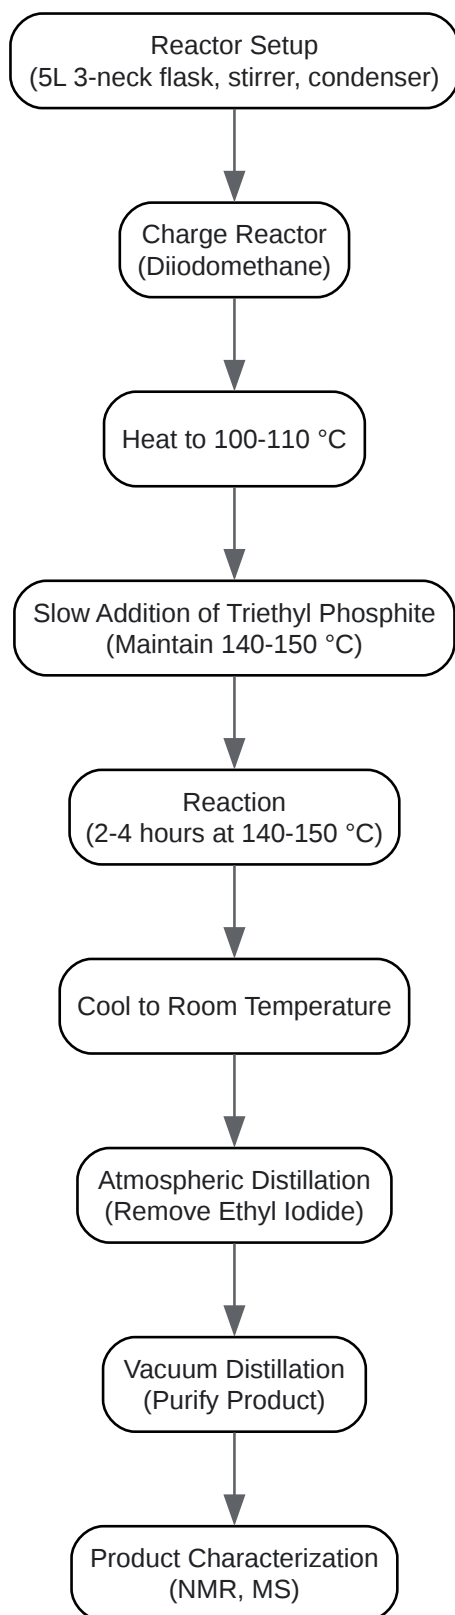 Reactor Setup
(5L 3-neck flask, stirrer, condenser)
Charge Reactor
(Diiodomethane)
Heat to 100-110 °C
Slow Addition of Triethyl Phosphite
(Maintain 140-150 °C)
Reaction
(2-4 hours at 140-150 °C)
Cool to Room Temperature
Atmospheric Distillation
(Remove Ethyl Iodide)
Vacuum Distillation
(Purify Product)
Product Characterization
(NMR, MS)